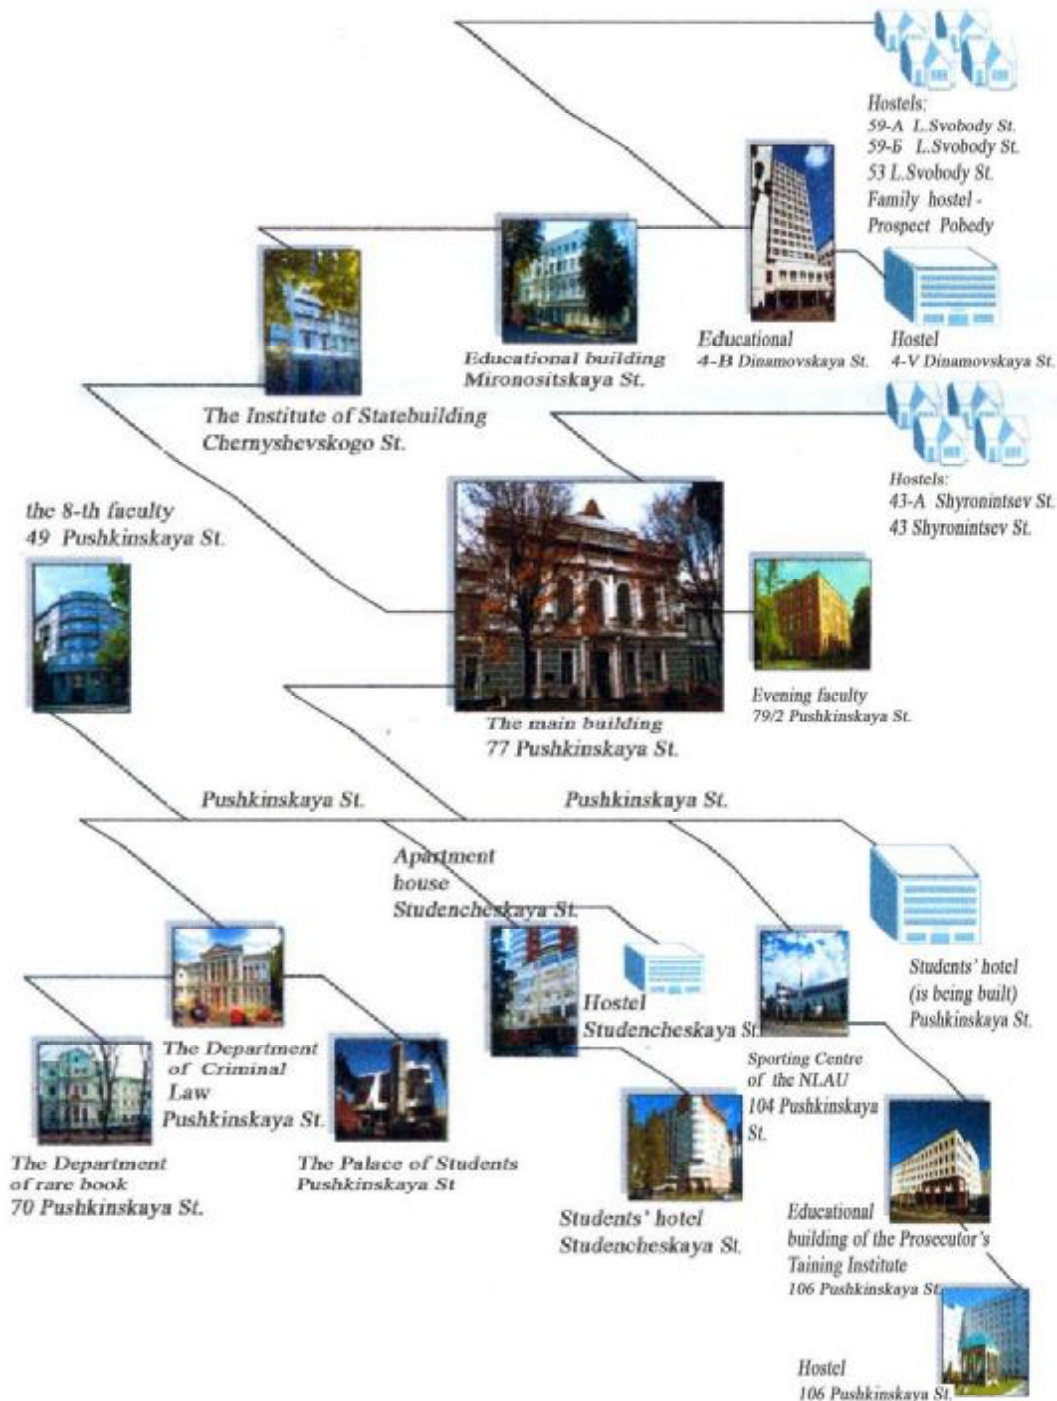 Hostels:
59-A L.Svobody St.
59-Б L.Svobody St.
53 L.Svobody St.
Family hostel -
Prospect Pobedy
Educational
4-B Dinamovskaya St.
Hostel
4-V Dinamovskaya St.
Educational building
Mironositskaya St.
The Institute of Statebuilding
Chernyshevskogo St.
Hostels:
43-A Shyronintsev St.
43 Shyronintsev St.
the 8-th faculty
49 Pushkinskaya St.
Evening faculty
79/2 Pushkinskaya St.
The main building
77 Pushkinskaya St.
Pushkinskaya St.
Pushkinskaya St.
Apartment
house
Studencheskaya St.
Hostel
Studencheskaya St.
Students' hotel
(is being built)
Pushkinskaya St.
The Department
of Criminal
Law
Pushkinskaya St.
Sporting Centre
of the NLAU
104 Pushkinskaya
St.
The Department
of rare book
70 Pushkinskaya St.
The Palace of Students
Pushkinskaya St
Students' hotel
Studencheskaya St.
Educational
building of the Prosecutor's
Taining Institute
106 Pushkinskaya St.
Hostel
106 Pushkinskaya St.